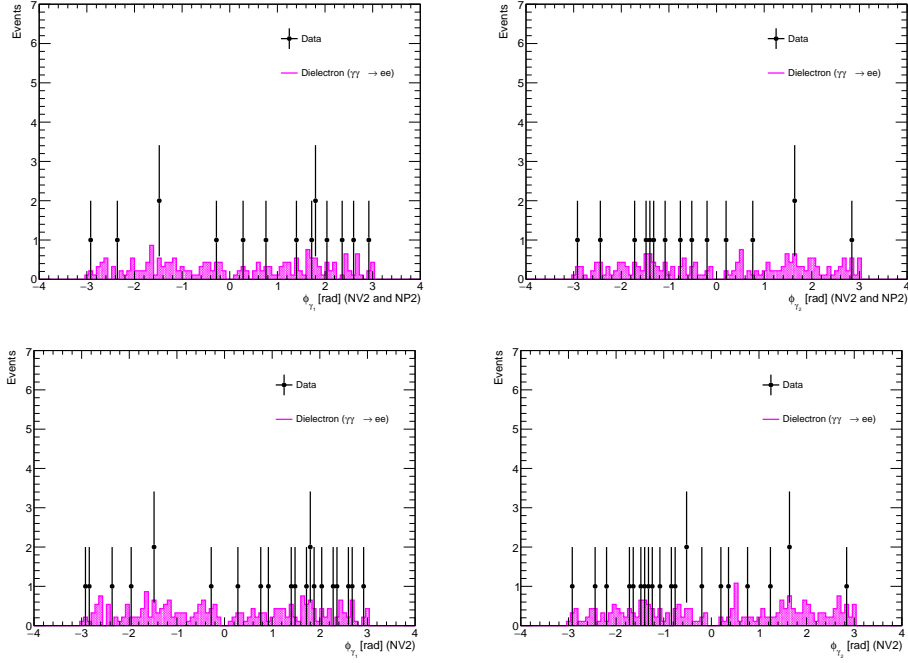 Events
7
6
5
4
3
2
1
0
Data
Dielectron (γγ → ee)
−4 −3 −2 −1 0 1 2 3 4
ϕγ1 [rad] (NV2 and NP2)
Events
7
6
5
4
3
2
1
0
Data
Dielectron (γγ → ee)
−4 −3 −2 −1 0 1 2 3 4
ϕγ2 [rad] (NV2 and NP2)
Events
7
6
5
4
3
2
1
0
Data
Dielectron (γγ → ee)
−4 −3 −2 −1 0 1 2 3 4
ϕγ1 [rad] (NV2)
Events
7
6
5
4
3
2
1
0
Data
Dielectron (γγ → ee)
−4 −3 −2 −1 0 1 2 3 4
ϕγ2 [rad] (NV2)